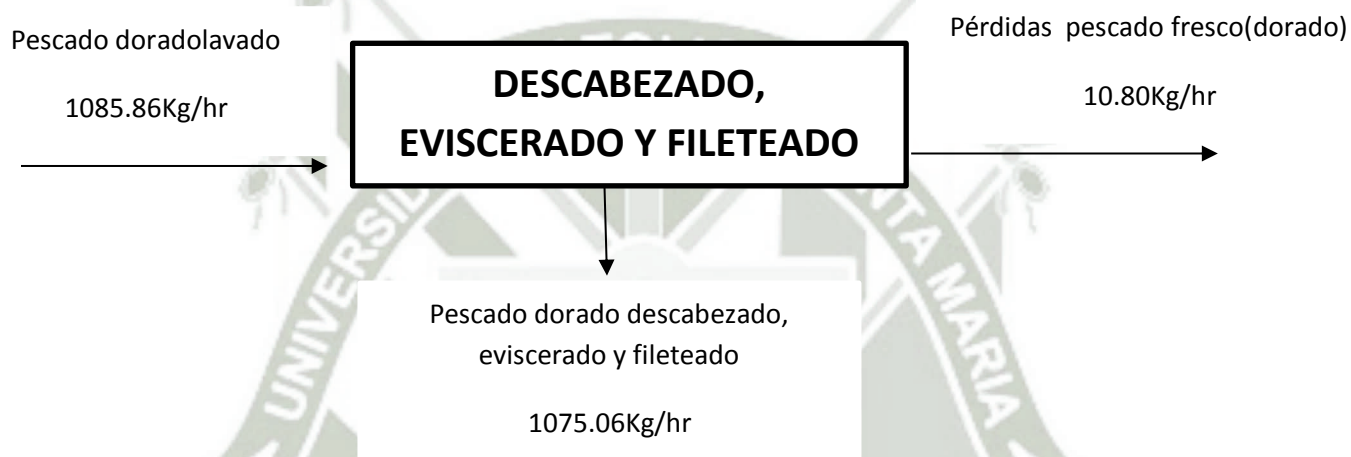 Pescado doradolavado
1085.86Kg/hr
DESCABEZADO,
EVISCERADO Y FILETEADO
Pérdidas  pescado fresco(dorado)
10.80Kg/hr
Pescado dorado descabezado,
eviscerado y fileteado
1075.06Kg/hr